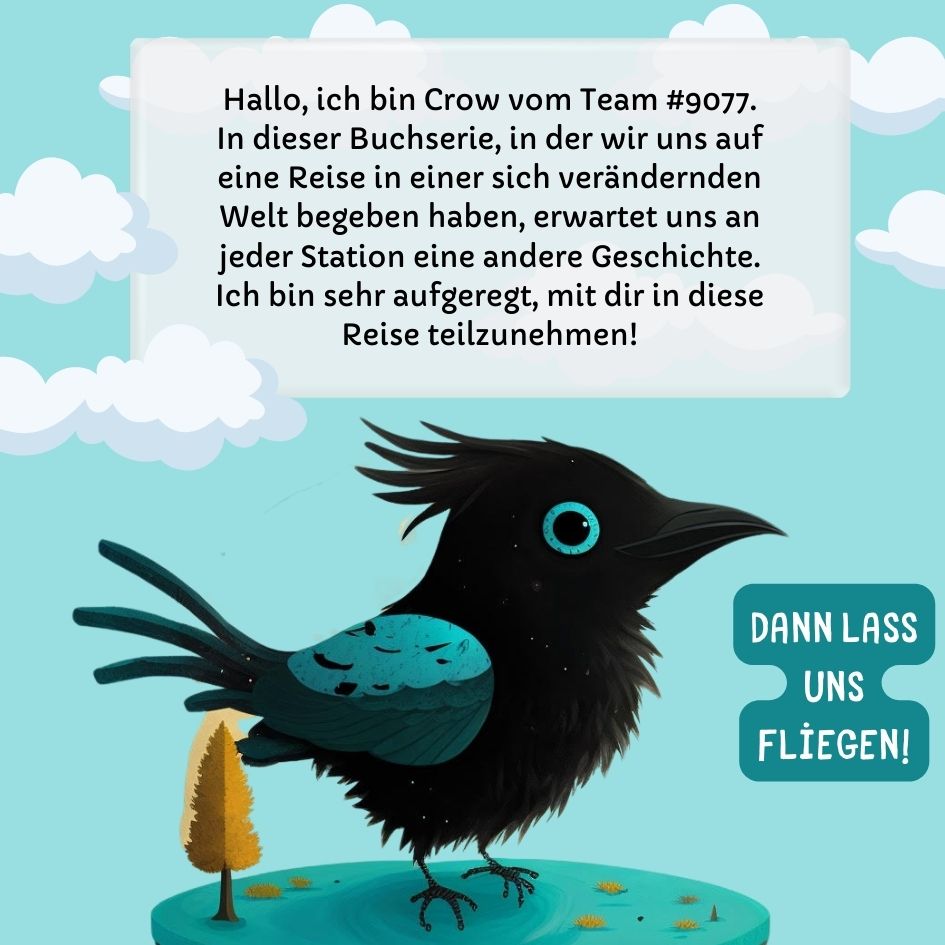 Hallo, ich bin Crow vom Team #9077.
In dieser Buchserie, in der wir uns auf
eine Reise in einer sich verändernden
Welt begeben haben, erwartet uns an
jeder Station eine andere Geschichte.
Ich bin sehr aufgeregt, mit dir in diese
Reise teilzunehmen!
DANN LASS
UNS
FLİEGEN!